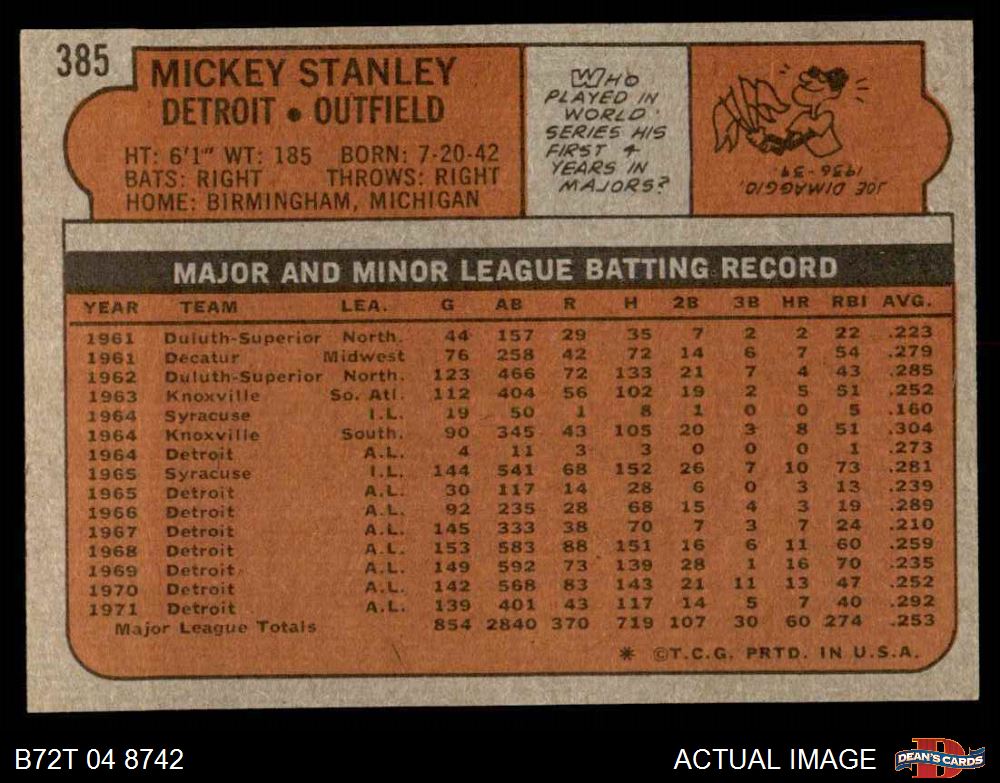 385
MICKEY STANLEY
DETROIT • OUTFIELD
HT: 6'1" WT: 185 BORN: 7-20-42
BATS: RIGHT THROWS: RIGHT
HOME: BIRMINGHAM, MICHIGAN
WHO
PLAYED IN
WORLD
SERIES HIS
FIRST 4
YEARS IN
MAJORS?
JOE DIMAGGIO,
1936-39.
MAJOR AND MINOR LEAGUE BATTING RECORD
YEAR TEAM LEA. G AB R H 2B 3B HR RBI AVG.
1961 Duluth-Superior North. 44 157 29 35 7 2 2 22 .223
1961 Decatur Midwest 76 258 42 72 14 6 7 54 .279
1962 Duluth-Superior North. 123 466 72 133 21 7 4 43 .285
1963 Knoxville So. Atl. 112 404 56 102 19 2 5 51 .252
1964 Syracuse I.L. 19 50 1 8 1 0 0 5 .160
1964 Knoxville South. 90 345 43 105 20 3 8 51 .304
1964 Detroit A.L. 4 11 3 3 0 0 0 1 .273
1965 Syracuse I.L. 144 541 68 152 26 7 10 73 .281
1965 Detroit A.L. 30 117 14 28 6 0 3 13 .239
1966 Detroit A.L. 92 235 28 68 15 4 3 19 .289
1967 Detroit A.L. 145 333 38 70 7 3 7 24 .210
1968 Detroit A.L. 153 583 88 151 16 6 11 60 .259
1969 Detroit A.L. 149 592 73 139 28 1 16 70 .235
1970 Detroit A.L. 142 568 83 143 21 11 13 47 .252
1971 Detroit A.L. 139 401 43 117 14 5 7 40 .292
Major League Totals 854 2840 370 719 107 30 60 274 .253
* ©T.C.G. PRTD. IN U.S.A.
B72T 04 8742
ACTUAL IMAGE
D
DEAN'S CARDS